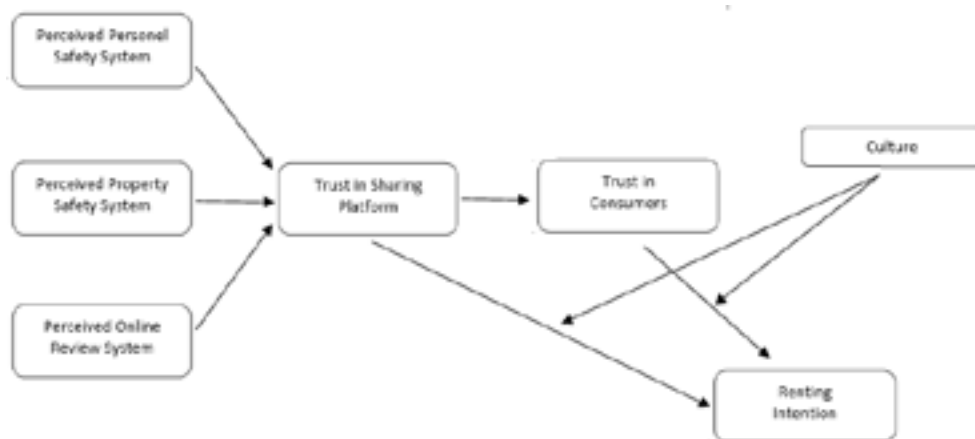 Perceived Personel
Safety System
Perceived Property
Safety System
Perceived Online
Review System
Trust in Sharing
Platform
Trust in
Consumers
Culture
Renting
Intention